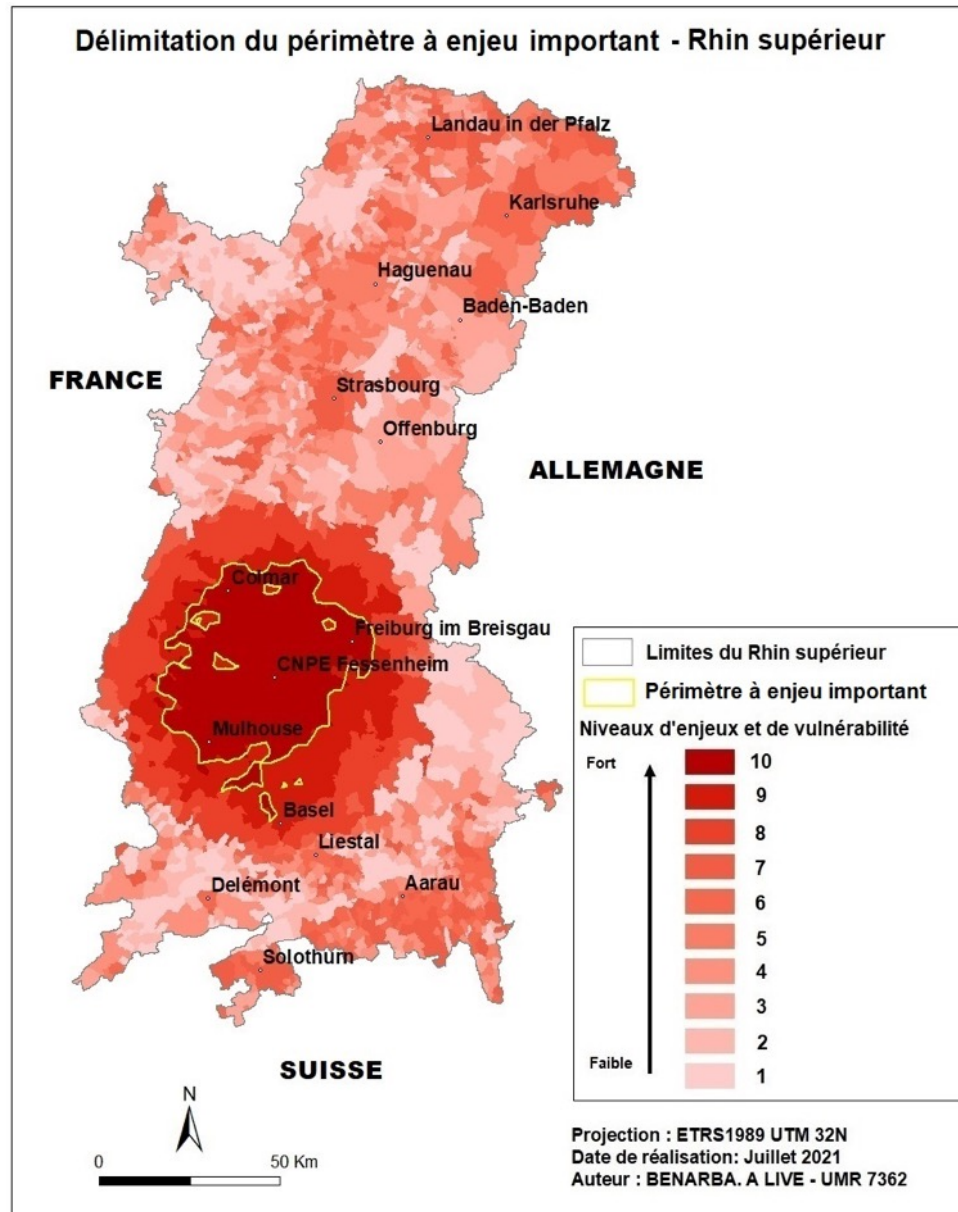 Délimitation du périmètre à enjeu important - Rhin supérieur
Landau in der Pfalz
Karlsruhe
Haguenau
Baden-Baden
FRANCE
Strasbourg
Offenburg
ALLEMAGNE
Colmar
Freiburg im Breisgau
CNPE Fessenheim
Mulhouse
Basel
Liestal
Delémont
Aarau
Solothurn
SUISSE
N
0 50 Km
Limites du Rhin supérieur
Périmètre à enjeu important
Niveaux d'enjeux et de vulnérabilité
Fort
10
9
8
7
6
5
4
3
2
Faible
1
Projection : ETRS1989 UTM 32N
Date de réalisation: Juillet 2021
Auteur : BENARBA. A LIVE - UMR 7362